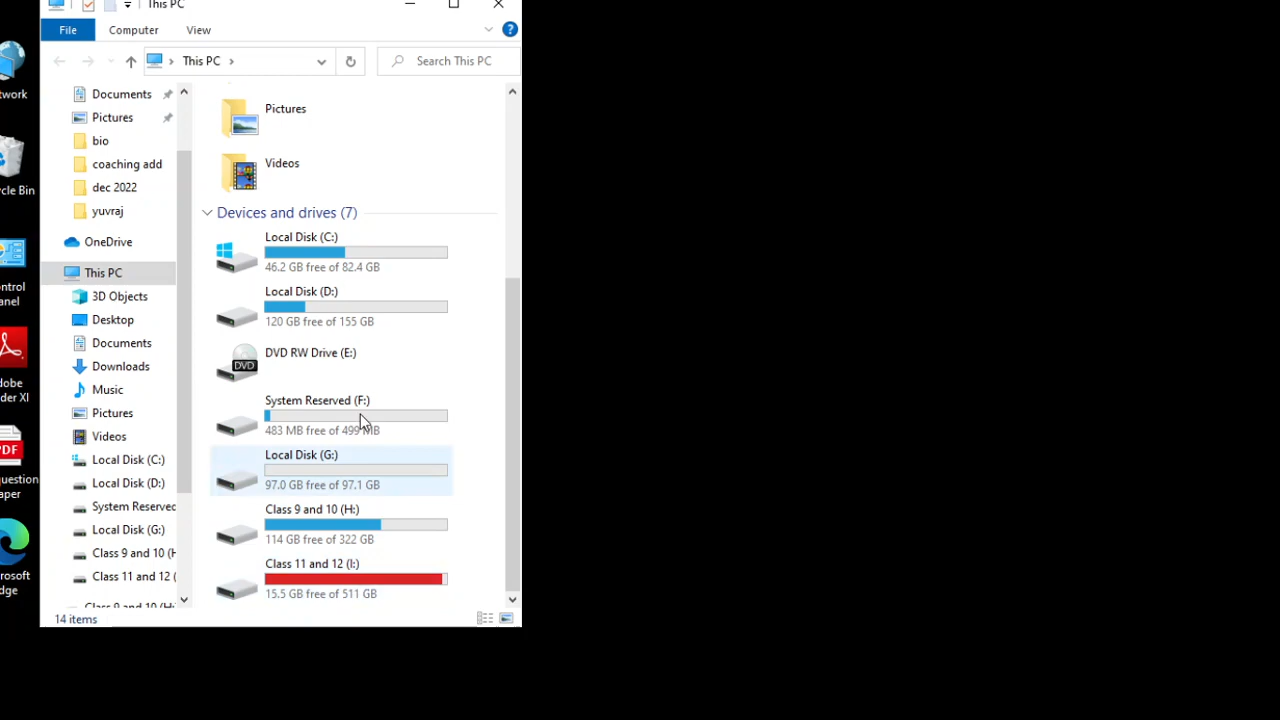 This PC
File Computer View
This PC
Search This PC
Documents
Pictures
bio
coaching add
dec 2022
yuvraj
OneDrive
This PC
3D Objects
Desktop
Documents
Downloads
Music
Pictures
Videos
Local Disk (C:)
Local Disk (D:)
System Reserved
Local Disk (G:)
Class 9 and 10 (H
Class 11 and 12 (
Class 9 and 10 (H:
Pictures
Videos
Devices and drives (7)
Local Disk (C:)
46.2 GB free of 82.4 GB
Local Disk (D:)
120 GB free of 155 GB
DVD RW Drive (E:)
DVD
System Reserved (F:)
483 MB free of 499 MB
Local Disk (G:)
97.0 GB free of 97.1 GB
Class 9 and 10 (H:)
114 GB free of 322 GB
Class 11 and 12 (I:)
15.5 GB free of 511 GB
14 items
twork
cycle Bin
ontrol
anel
dobe
der XI
PDF
question
aper
rosoft
dge